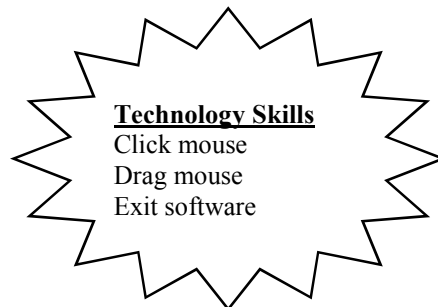 Technology Skills
Click mouse
Drag mouse
Exit software